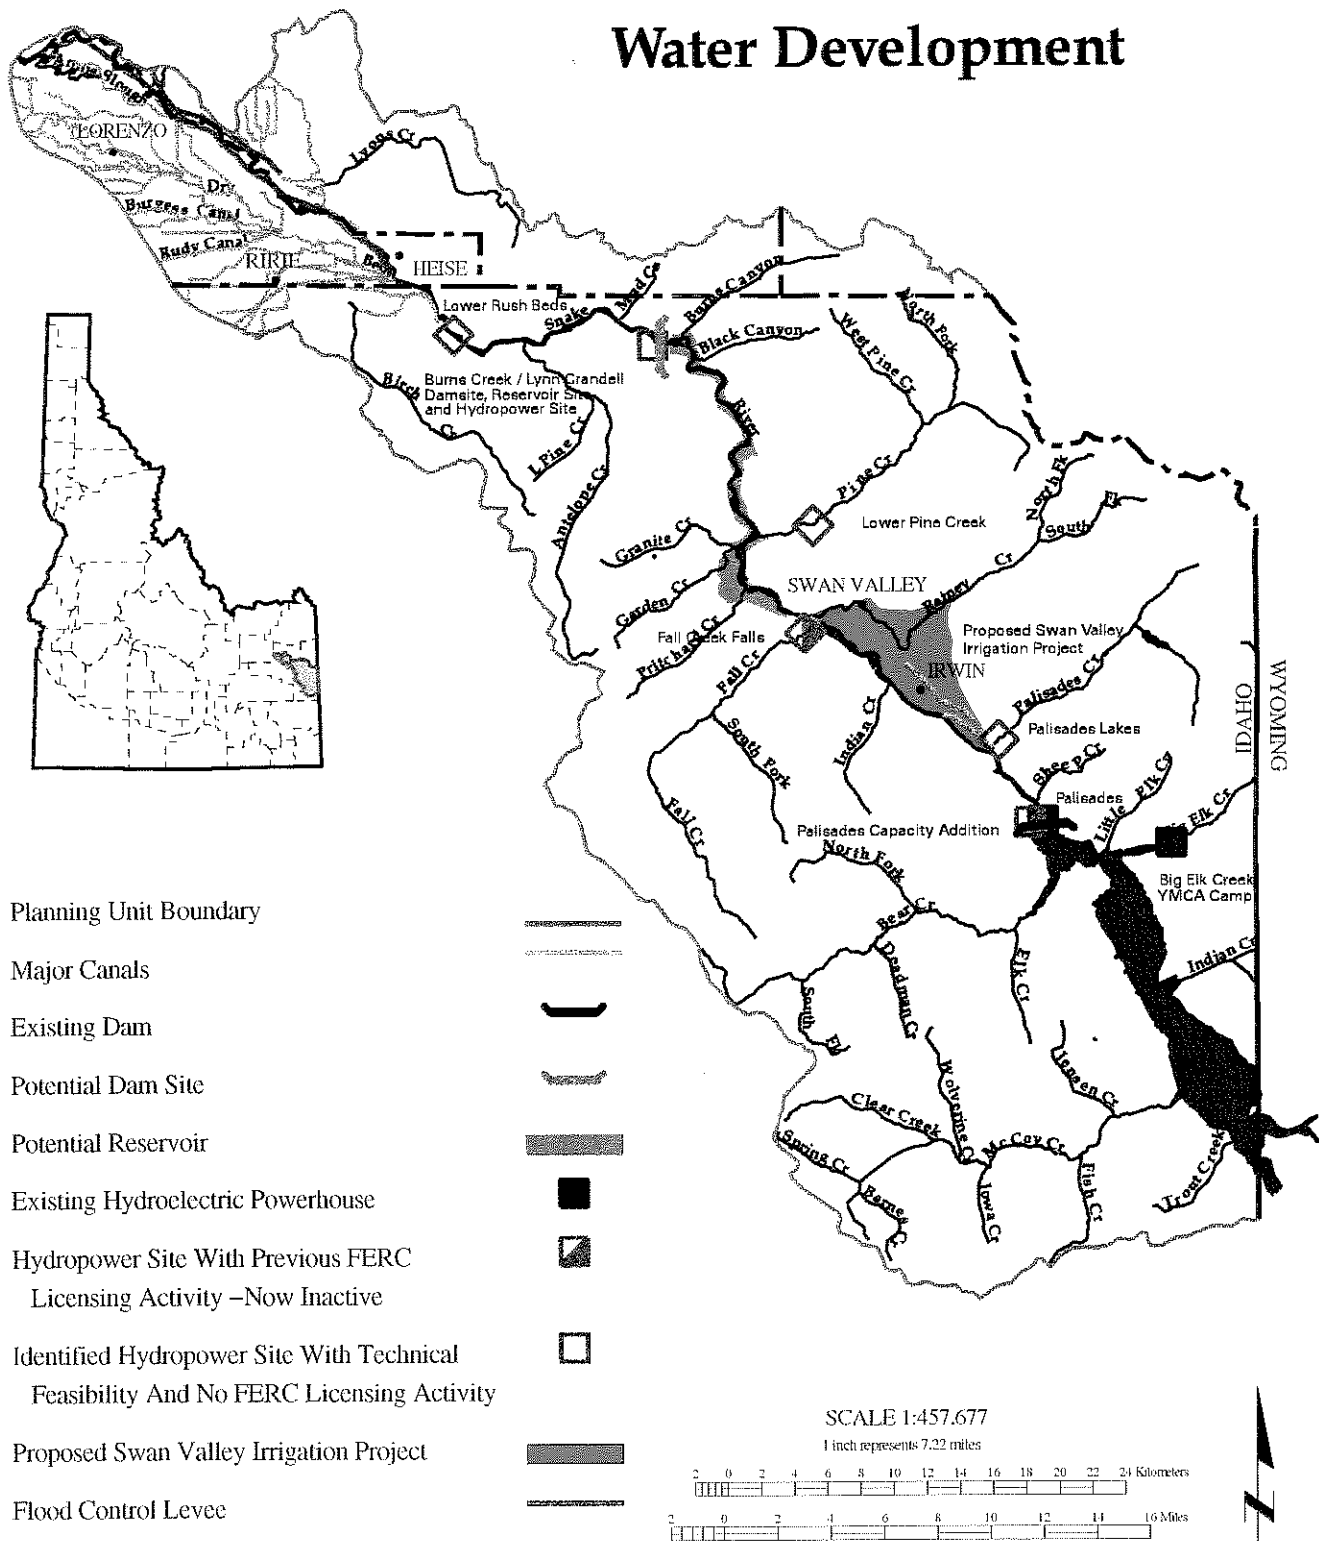 Water Development
Lyons Cr
LORENZO
Dry
Burgess Canal
Rudy Canal
RIRIE
HEISE
Lower Rush Beds
Snake
Mud Cr
Burns Canyon
Black Canyon
North Fork
West Pine Cr
Birch
Cr
Burns Creek / Lynn Crandell
Damsite, Reservoir Site
and Hydropower Site
River
L Pine Cr
Antelope Cr
Pine Cr
Lower Pine Creek
North Fk
South Fk
Granite Cr
Garden Cr
SWAN VALLEY
Rainey Cr
Fall Creek Falls
Pritchard Cr
Fall Cr
Proposed Swan Valley
Irrigation Project
IRWIN
Palisades Cr
WYOMING
IDAHO
Indian Cr
South Fork
Palisades Lakes
Sheep Cr
Palisades
Little Elk Cr
Big Elk Cr
Fall Cr
Palisades Capacity Addition
North Fork
Big Elk Creek
YMCA Camp
Bear Cr
Deadman Cr
Elk Cr
Indian Cr
South Fk
Wolverine Cr
Jensen Cr
Clear Creek
Spring Cr
McCoy Cr
Barnes Cr
Iowa Cr
Fish Cr
Trout Creek
Planning Unit Boundary
Major Canals
Existing Dam
Potential Dam Site
Potential Reservoir
Existing Hydroelectric Powerhouse
Hydropower Site With Previous FERC
Licensing Activity –Now Inactive
Identified Hydropower Site With Technical
Feasibility And No FERC Licensing Activity
Proposed Swan Valley Irrigation Project
Flood Control Levee
SCALE 1:457.677
1 inch represents 7.22 miles
2 0 2 4 6 8 10 12 14 16 18 20 22 24 Kilometers
2 0 2 4 6 8 10 12 14 16 Miles